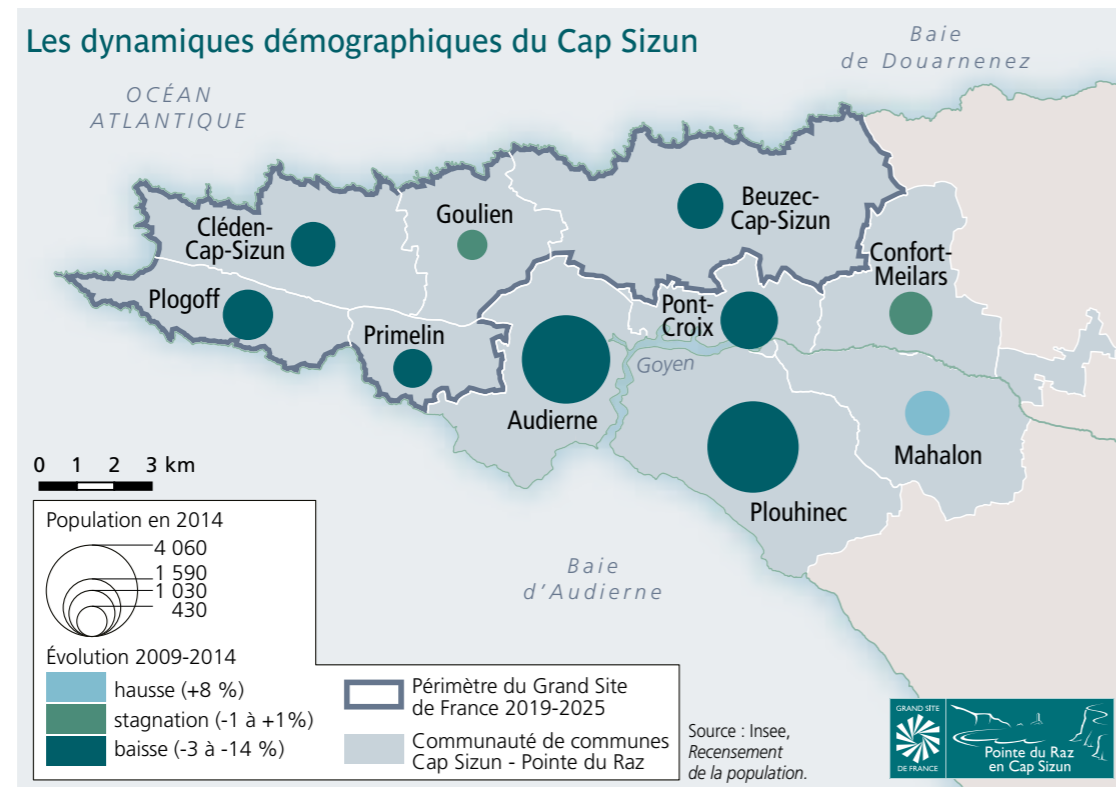 Les dynamiques démographiques du Cap Sizun
Baie
de Douarnenez
OCÉAN
ATLANTIQUE
Cléden-
Cap-Sizun
Goulien
Beuzec-
Cap-Sizun
Confort-
Meilars
Plogoff
Primelin
Pont-
Croix
Goyen
Audierne
Mahalon
Plouhinec
0 1 2 3 km
Baie
d'Audierne
Population en 2014
4 060
1 590
1 030
430
Évolution 2009-2014
hausse (+8 %)
stagnation (-1 à +1%)
baisse (-3 à -14 %)
Périmètre du Grand Site
de France 2019-2025
Communauté de communes
Cap Sizun - Pointe du Raz
Source : Insee,
Recensement
de la population.
GRAND SITE
DE FRANCE
Pointe du Raz
en Cap Sizun